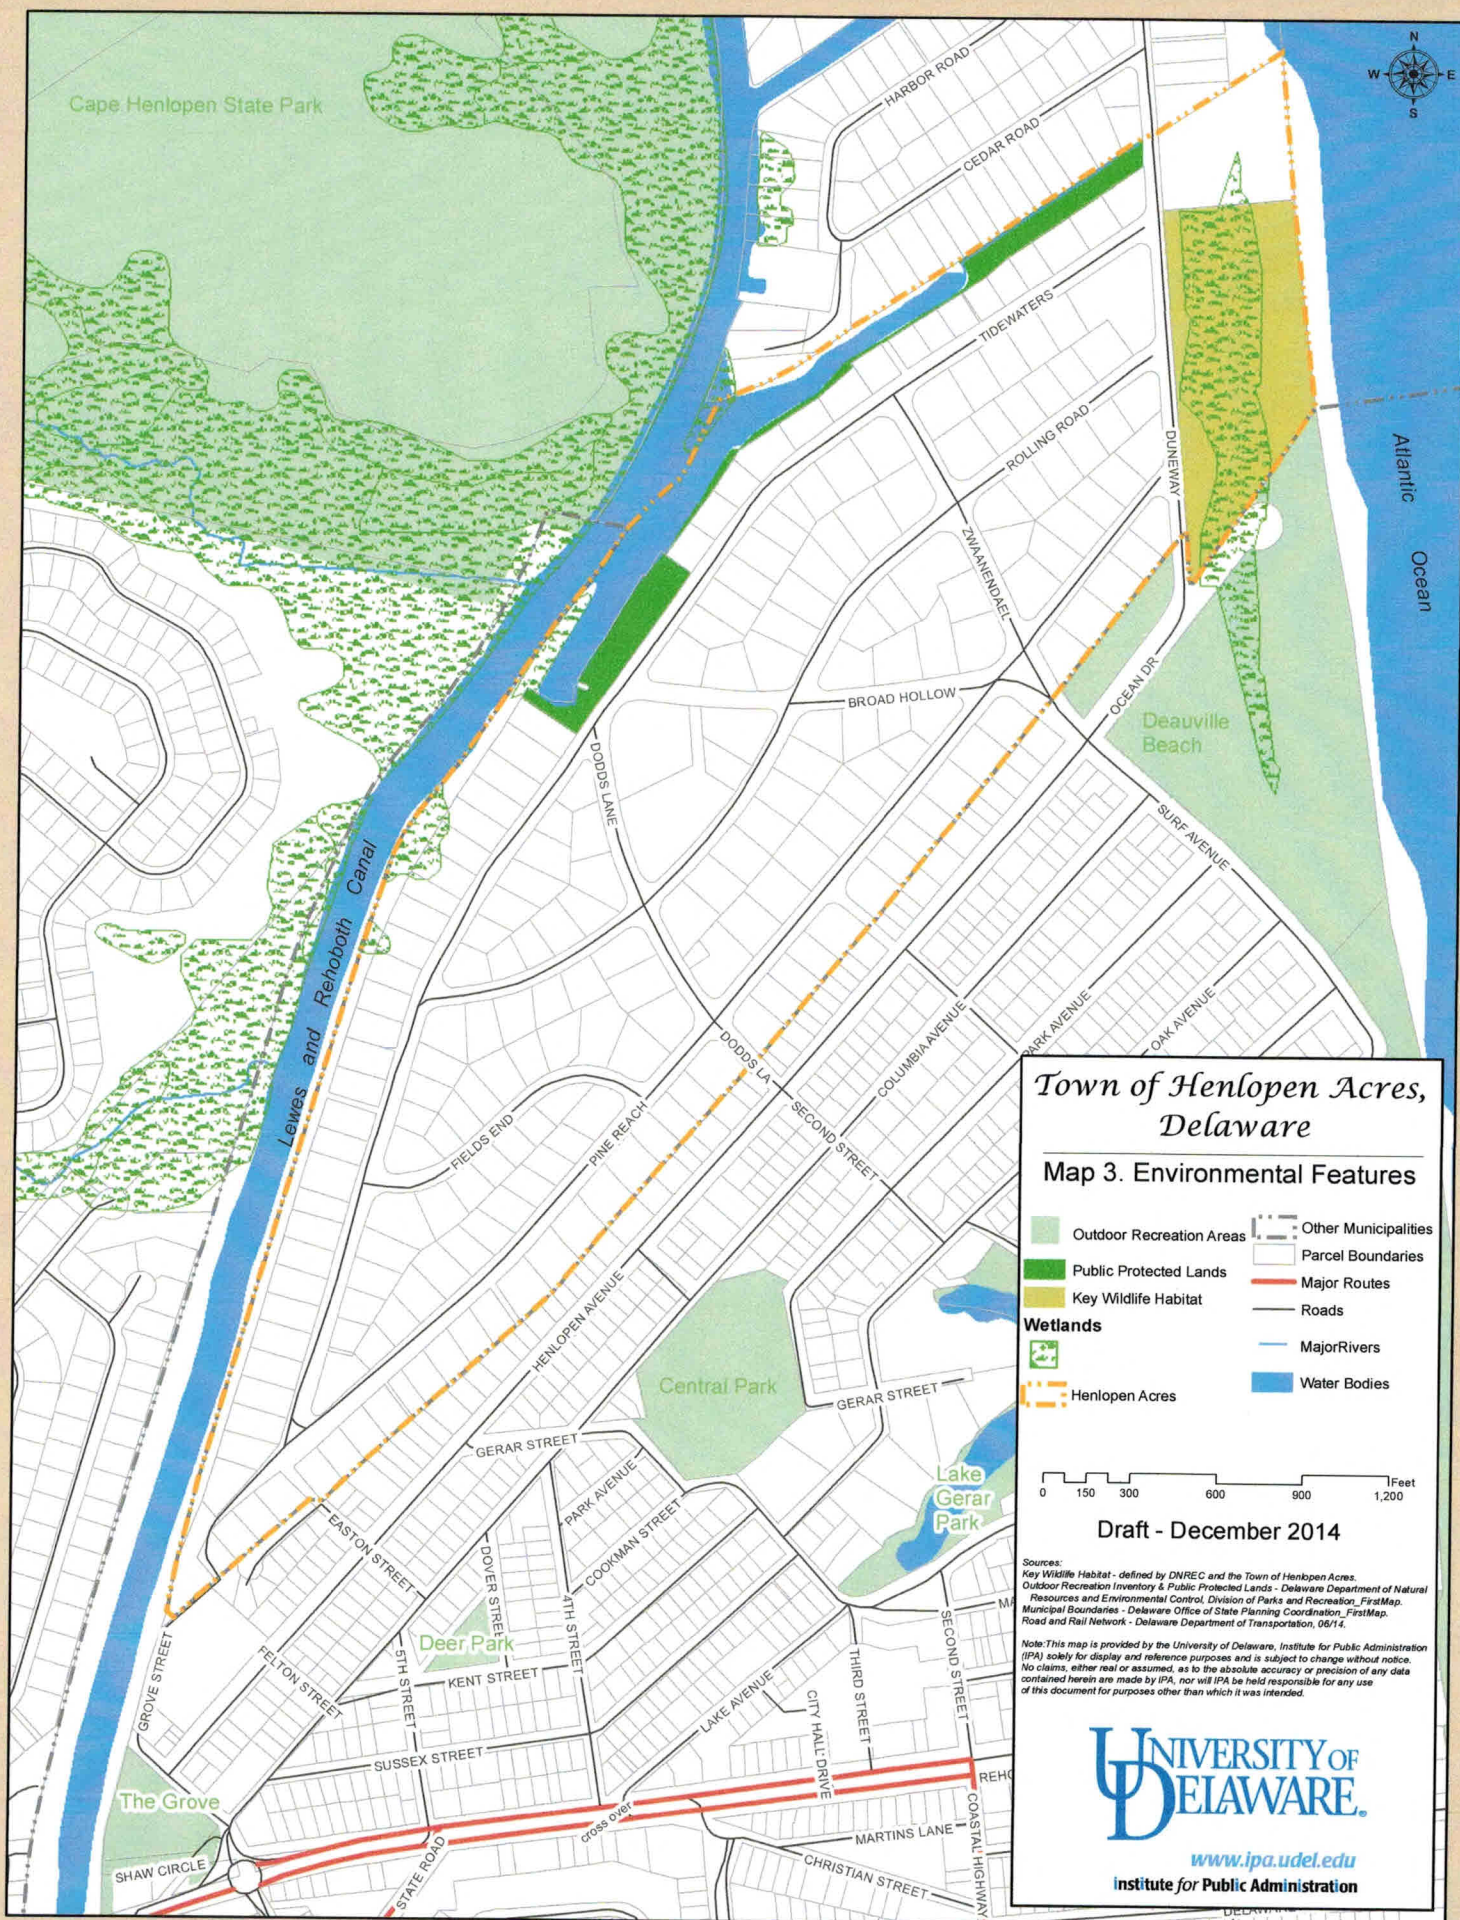 Cape Henlopen State Park
HARBOR ROAD
CEDAR ROAD
N
W
E
S
TIDEWATERS
ROLLING ROAD
DUNEWAY
ZWAANENDAEL
Atlantic
Ocean
BROAD HOLLOW
OCEAN DR
Deauville
Beach
DODDS LANE
SURF AVENUE
Lewes and Rehoboth Canal
COLUMBIA AVENUE
PARK AVENUE
OAK AVENUE
DODDS LA
SECOND STREET
FIELDS END
PINE REACH
HENLOPEN AVENUE
Central Park
GERAR STREET
GERAR STREET
Lake
Gerar
Park
PARK AVENUE
COOKMAN STREET
EASTON STREET
DOVER STREET
4TH STREET
Deer Park
5TH STREET
KENT STREET
FELTON STREET
GROVE STREET
SUSSEX STREET
LAKE AVENUE
CITY HALL DRIVE
THIRD STREET
SECOND STREET
MA
REHO
The Grove
SHAW CIRCLE
STATE ROAD
cross over
MARTINS LANE
CHRISTIAN STREET
COASTAL HIGHWAY
Town of Henlopen Acres,
Delaware
Map 3. Environmental Features
Outdoor Recreation Areas
Public Protected Lands
Key Wildlife Habitat
Wetlands
Henlopen Acres
Other Municipalities
Parcel Boundaries
Major Routes
Roads
MajorRivers
Water Bodies
0 150 300 600 900 1,200 Feet
Draft - December 2014
Sources:
Key Wildlife Habitat - defined by DNREC and the Town of Henlopen Acres.
Outdoor Recreation Inventory & Public Protected Lands - Delaware Department of Natural
Resources and Environmental Control, Division of Parks and Recreation_FirstMap.
Municipal Boundaries - Delaware Office of State Planning Coordination_FirstMap.
Road and Rail Network - Delaware Department of Transportation, 06/14.
Note:This map is provided by the University of Delaware, Institute for Public Administration
(IPA) solely for display and reference purposes and is subject to change without notice.
No claims, either real or assumed, as to the absolute accuracy or precision of any data
contained herein are made by IPA, nor will IPA be held responsible for any use
of this document for purposes other than which it was intended.
UNIVERSITY OF
DELAWARE.
www.ipa.udel.edu
institute for Public Administration